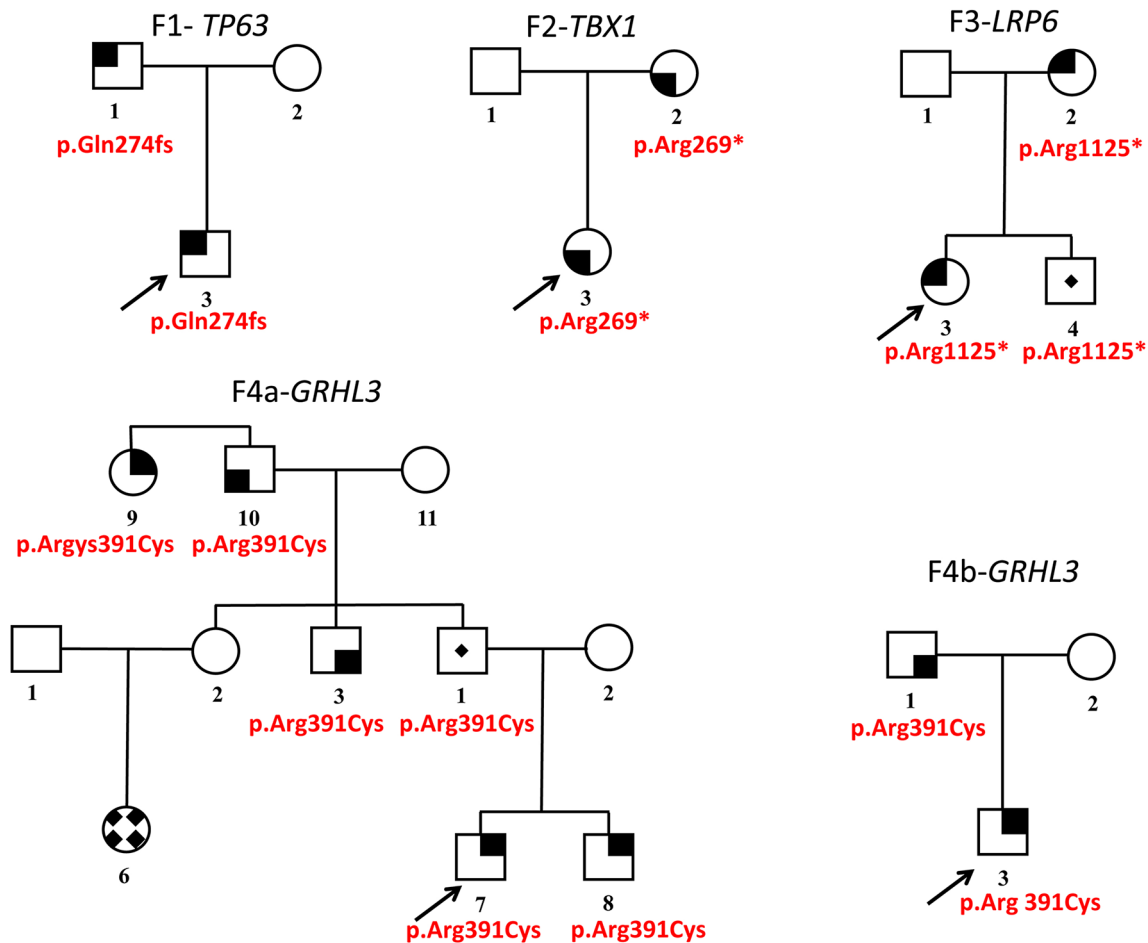 F1- TP63
F2-TBX1
F3-LRP6
1
2
1
2
1
2
p.Gln274fs
p.Arg269*
p.Arg1125*
3
3
3
4
p.Gln274fs
p.Arg269*
p.Arg1125*
p.Arg1125*
F4a-GRHL3
9
10
11
p.Argys391Cys
p.Arg391Cys
F4b-GRHL3
1
2
3
1
2
1
2
p.Arg391Cys
p.Arg391Cys
p.Arg391Cys
6
7
8
3
p.Arg391Cys
p.Arg391Cys
p.Arg 391Cys